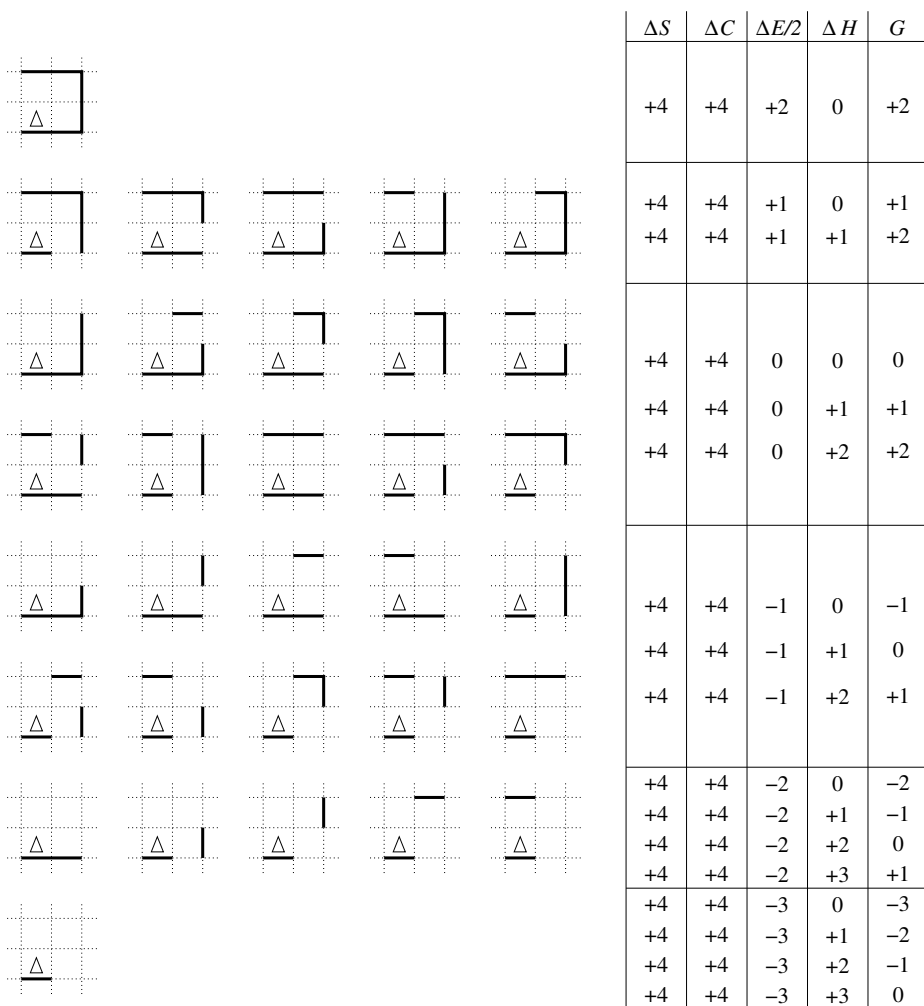 ΔS ΔC ΔE/2 ΔH G
Δ
+4 +4 +2 0 +2
Δ Δ Δ Δ Δ
+4 +4 +1 0 +1
+4 +4 +1 +1 +2
Δ Δ Δ Δ Δ
+4 +4 0 0 0
+4 +4 0 +1 +1
+4 +4 0 +2 +2
Δ Δ Δ Δ Δ
Δ Δ Δ Δ Δ
+4 +4 −1 0 −1
+4 +4 −1 +1 0
+4 +4 −1 +2 +1
Δ Δ Δ Δ Δ
+4 +4 −2 0 −2
+4 +4 −2 +1 −1
+4 +4 −2 +2 0
Δ Δ Δ Δ Δ
+4 +4 −2 +3 +1
+4 +4 −3 0 −3
+4 +4 −3 +1 −2
Δ
+4 +4 −3 +2 −1
+4 +4 −3 +3 0